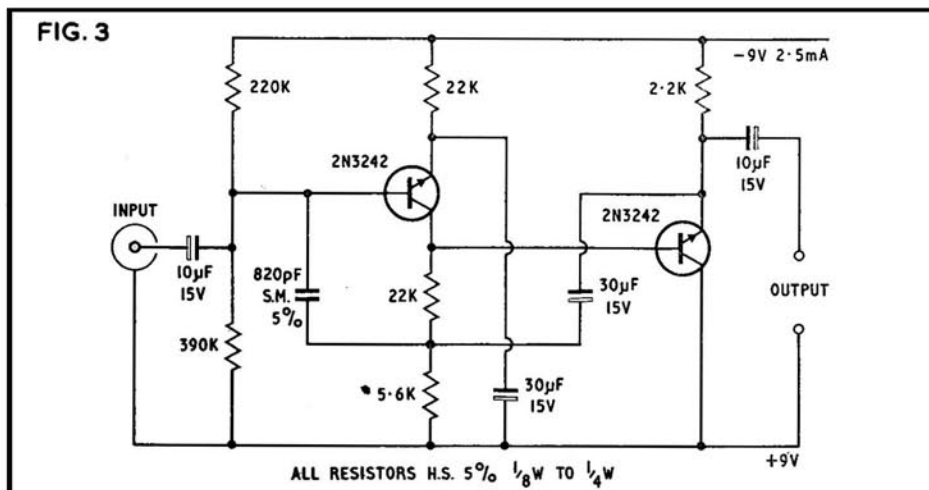 FIG. 3
-9V 2·5mA
220K
22K
2·2K
2N3242
10µF
15V
2N3242
INPUT
10µF
15V
820pF
S.M.
5%
22K
30µF
15V
OUTPUT
390K
5·6K
30µF
15V
+9V
ALL RESISTORS H.S. 5% 1/8W TO 1/4W